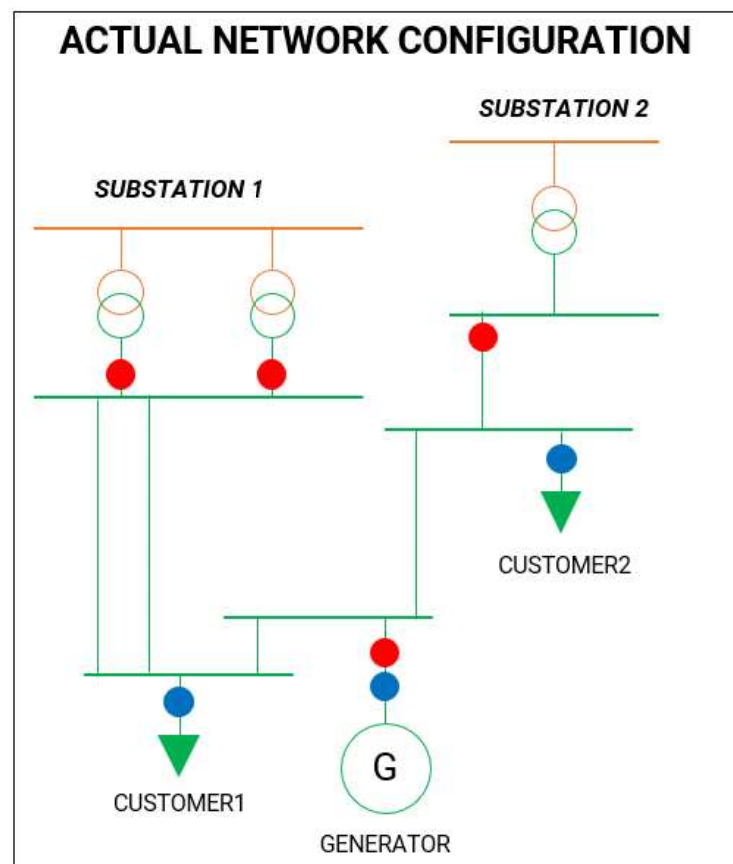 ACTUAL NETWORK CONFIGURATION
SUBSTATION 2
SUBSTATION 1
CUSTOMER2
G
CUSTOMER1
GENERATOR